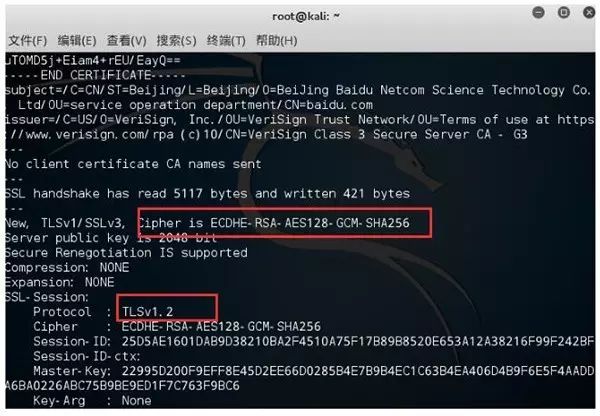 root@kali: ~
文件(F) 编辑(E) 查看(V) 搜索(S) 终端(T) 帮助(H)
uTOMD5j+Eiam4+rEU/EayQ==
-----END CERTIFICATE-----
subject=/C=CN/ST=Beijing/L=Beijing/O=BeiJing Baidu Netcom Science Technology Co.
 Ltd/OU=service operation department/CN=baidu.com
issuer=/C=US/O=VeriSign, Inc./OU=VeriSign Trust Network/OU=Terms of use at https
://www.verisign.com/rpa (c)10/CN=VeriSign Class 3 Secure Server CA - G3
---
No client certificate CA names sent
---
SSL handshake has read 5117 bytes and written 421 bytes
---
New, TLSv1/SSLv3, Cipher is ECDHE-RSA-AES128-GCM-SHA256
Server public key is 2048 bit
Secure Renegotiation IS supported
Compression: NONE
Expansion: NONE
SSL-Session:
Protocol : TLSv1.2
Cipher : ECDHE-RSA-AES128-GCM-SHA256
Session-ID: 25D5AE1601DAB9D38210BA2F4510A75F17B89B8520E653A12A38216F99F242BF
Session-ID-ctx:
Master-Key: 22995D200F9EFF8E45D2EE66D0285B4E7B9B4EC1C63B4EA406D4B9F6E5F4AADD
A6BA0226ABC75B9BE9ED1F7C763F9BC6
Key-Arg : None